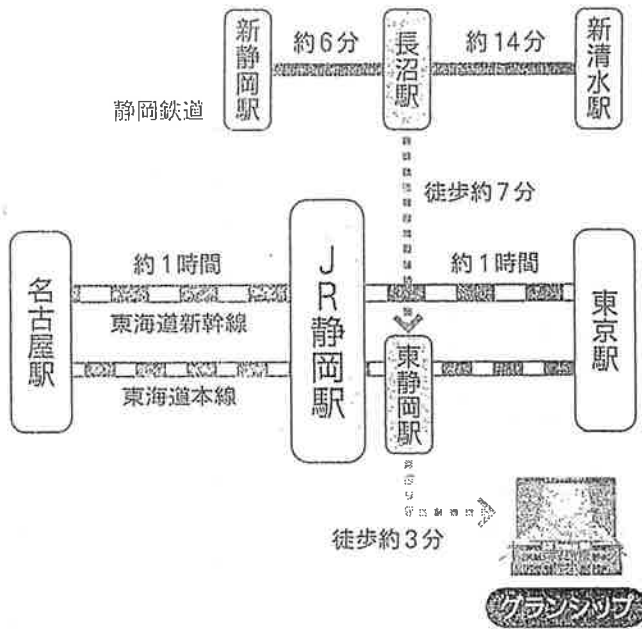 新静岡駅
約6分
長沼駅
約14分
新清水駅
静岡鉄道
徒歩約7分
名古屋駅
約1時間
東海道新幹線
東海道本線
JR静岡駅
約1時間
東静岡駅
東京駅
徒歩約3分
グランシップ